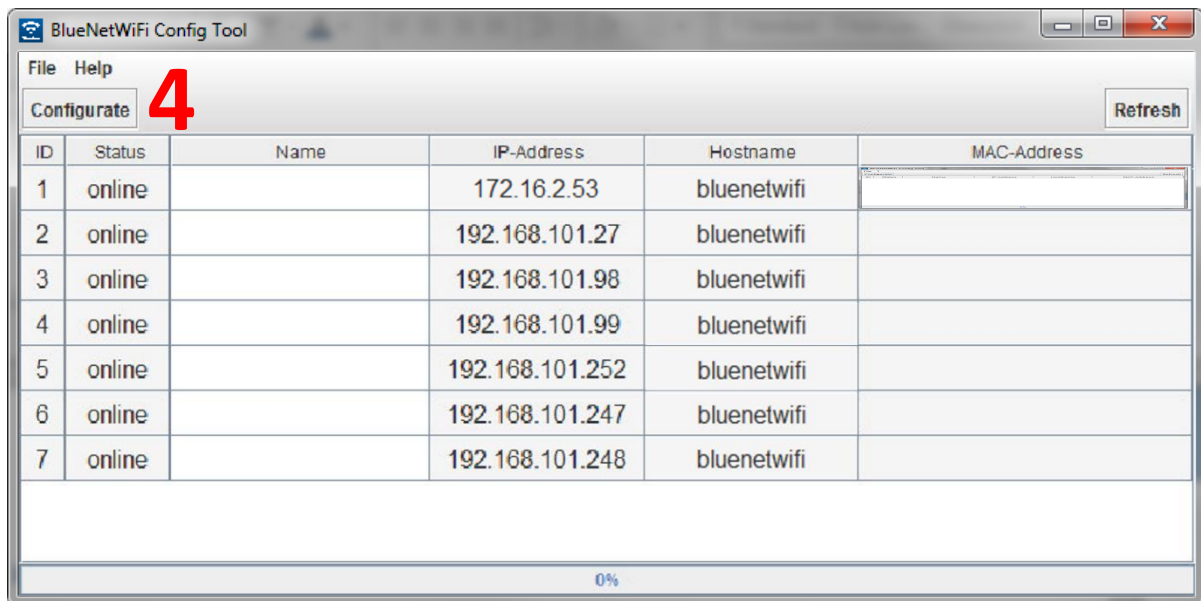 BlueNetWiFi Config Tool
File Help
Configurate 4 Refresh
ID Status Name IP-Address Hostname MAC-Address
1 online 172.16.2.53 bluenetwifi
2 online 192.168.101.27 bluenetwifi
3 online 192.168.101.98 bluenetwifi
4 online 192.168.101.99 bluenetwifi
5 online 192.168.101.252 bluenetwifi
6 online 192.168.101.247 bluenetwifi
7 online 192.168.101.248 bluenetwifi
0%